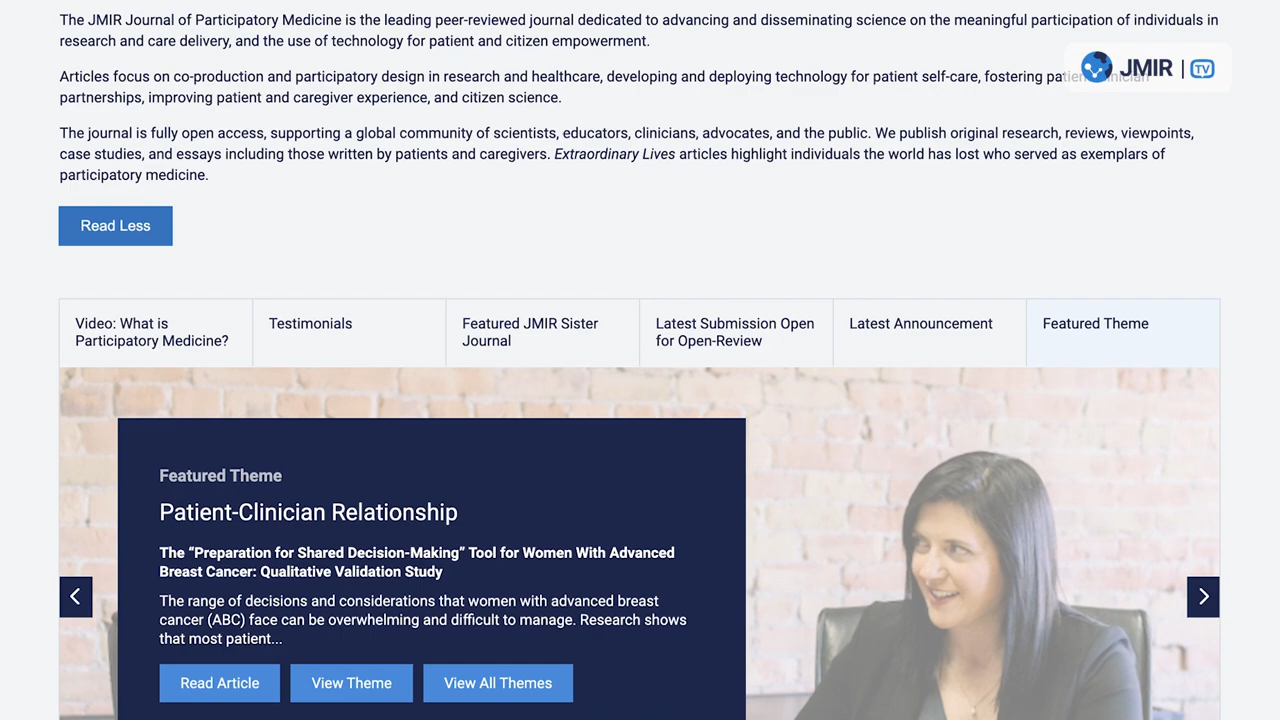 The JMIR Journal of Participatory Medicine is the leading peer-reviewed journal dedicated to advancing and disseminating science on the meaningful participation of individuals in
research and care delivery, and the use of technology for patient and citizen empowerment.
JMIR | TV
Articles focus on co-production and participatory design in research and healthcare, developing and deploying technology for patient self-care, fostering patient-clinician
partnerships, improving patient and caregiver experience, and citizen science.
The journal is fully open access, supporting a global community of scientists, educators, clinicians, advocates, and the public. We publish original research, reviews, viewpoints,
case studies, and essays including those written by patients and caregivers. Extraordinary Lives articles highlight individuals the world has lost who served as exemplars of
participatory medicine.
Read Less
Video: What is
Participatory Medicine?
Testimonials
Featured JMIR Sister
Journal
Latest Submission Open
for Open-Review
Latest Announcement
Featured Theme
Featured Theme
Patient-Clinician Relationship
The “Preparation for Shared Decision-Making” Tool for Women With Advanced
Breast Cancer: Qualitative Validation Study
The range of decisions and considerations that women with advanced breast
cancer (ABC) face can be overwhelming and difficult to manage. Research shows
that most patient...
Read Article
View Theme
View All Themes